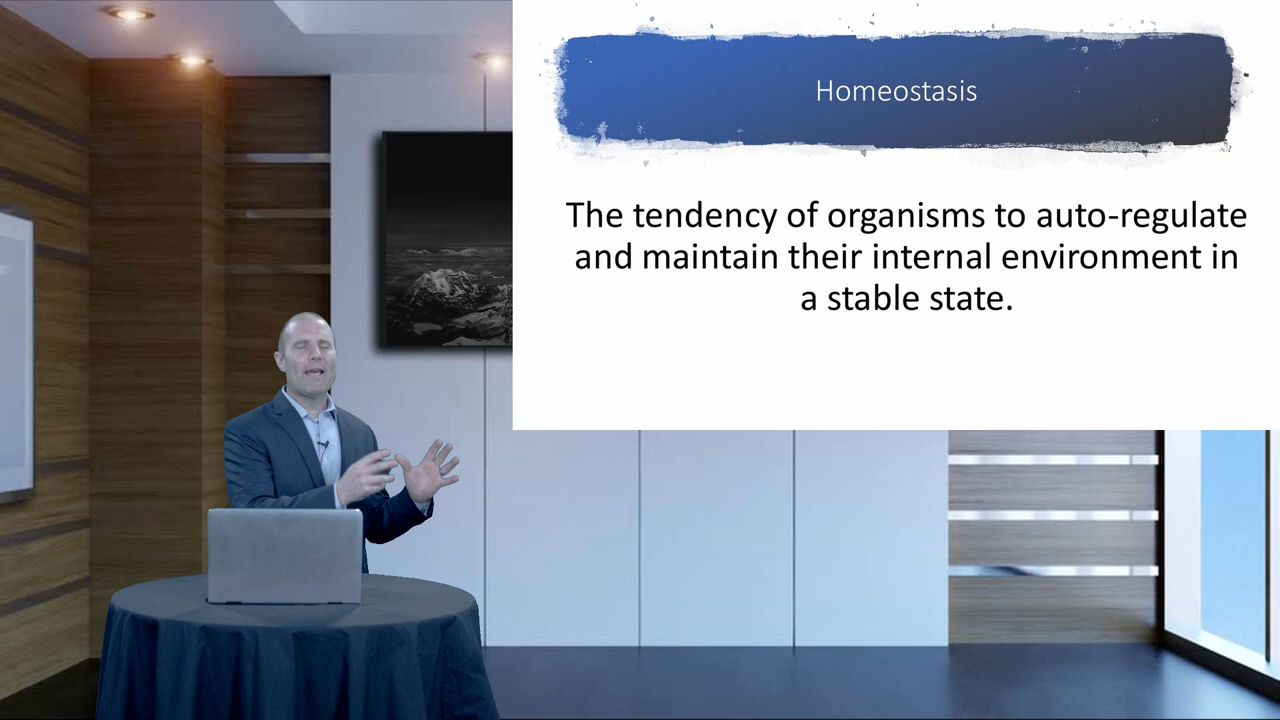 Homeostasis
The tendency of organisms to auto-regulate
and maintain their internal environment in
a stable state.